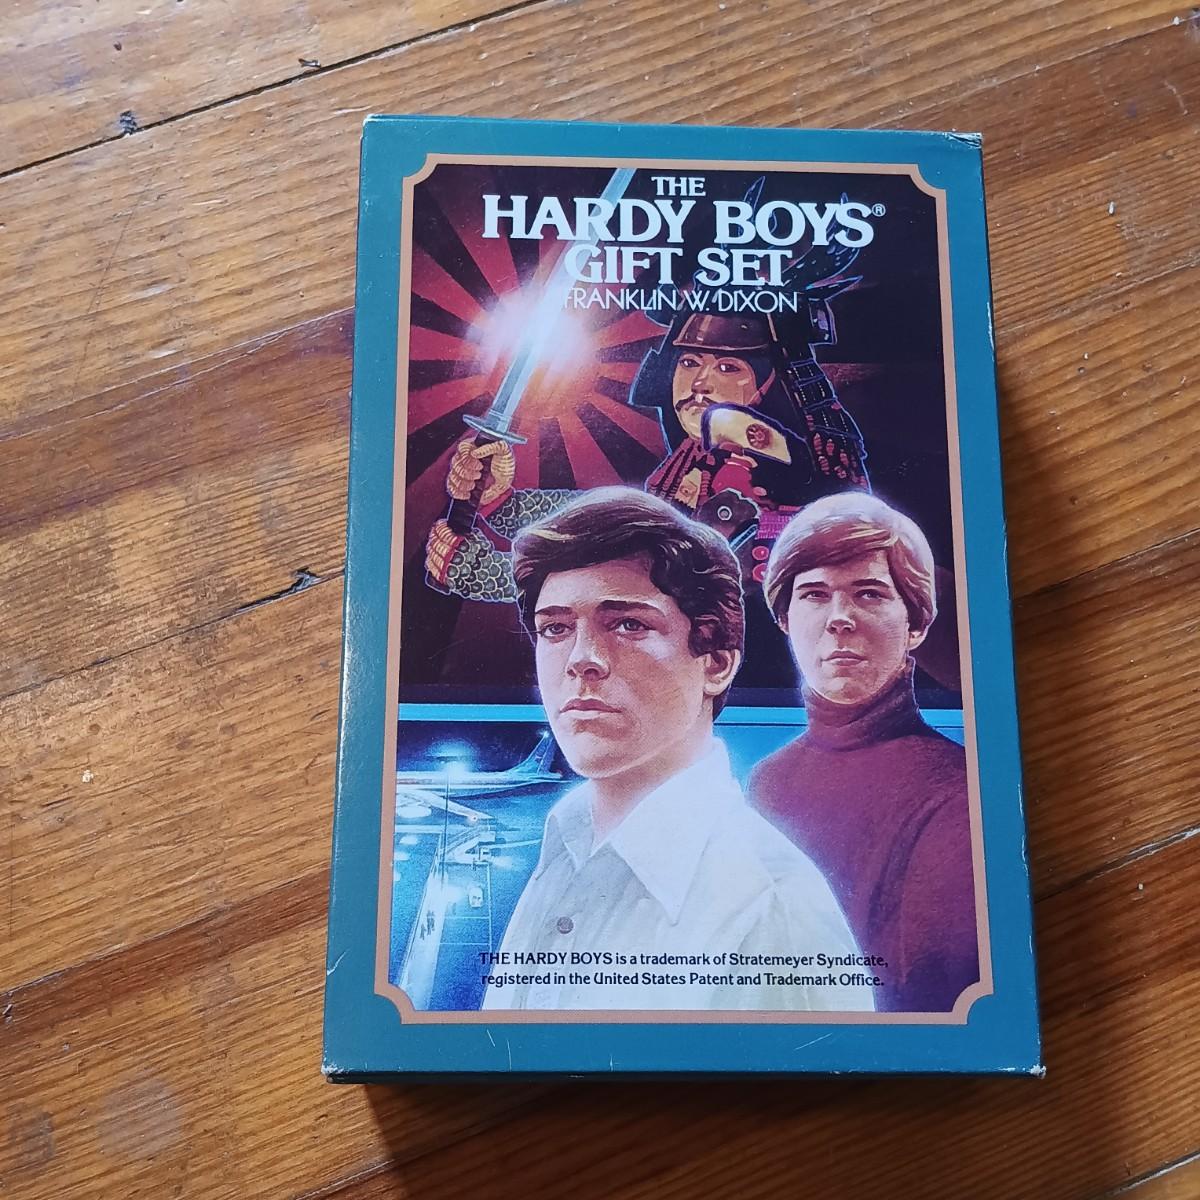 THE
HARDY BOYS®
GIFT SET
FRANKLIN W. DIXON
THE HARDY BOYS is a trademark of Stratemeyer Syndicate,
registered in the United States Patent and Trademark Office.